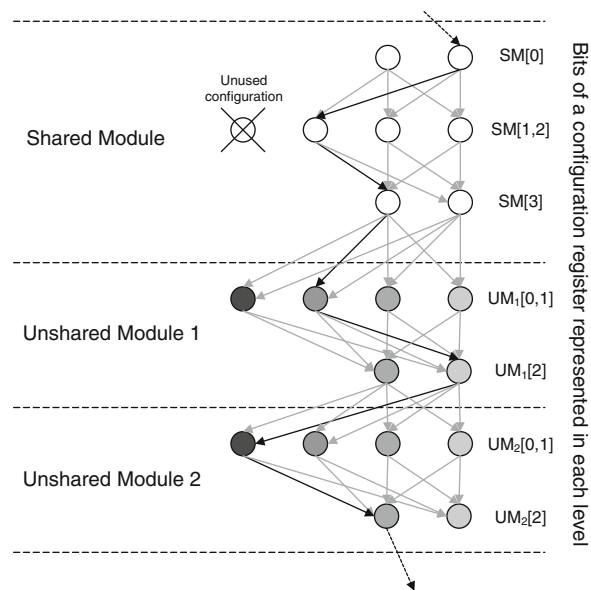 SM[0]
Unused
configuration
Shared Module
SM[1,2]
SM[3]
UM₁[0,1]
Unshared Module 1
UM₁[2]
UM₂[0,1]
Unshared Module 2
UM₂[2]
Bits of a configuration register represented in each level